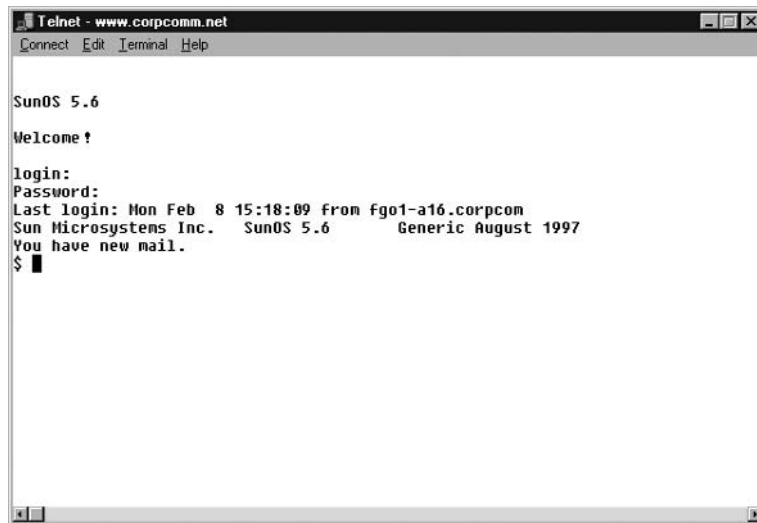 Telnet - www.corpcomm.net
Connect Edit Terminal Help
SunOS 5.6
Welcome!
login:
Password:
Last login: Mon Feb  8 15:18:09 from fgo1-a16.corpcom
Sun Microsystems Inc.   SunOS 5.6       Generic August 1997
You have new mail.
$